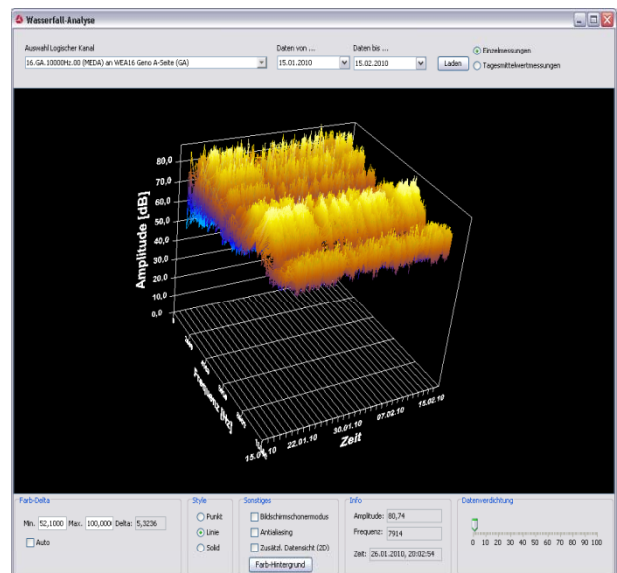 Wasserfall-Analyse
Auswahl Logischer Kanal
Daten von ...
Daten bis ...
16.GA.10000Hz.00 (MEDA) an WEA16 Geno A-Seite (GA)
15.01.2010
15.02.2010
Laden
Einzelmessungen
Tagesmittelwertmessungen
Amplitude [dB]
80,0
70,0
60,0
50,0
40,0
30,0
20,0
10,0
0,0
Frequenz [Hz]
22.01.10
30.01.10
07.02.10
15.02.10
Zeit
Farb-Delta
Min. 52,1000 Max. 100,000 Delta: 5,3236
Auto
Style
Punkt
Linie
Solid
Sonstiges
Bildschirmschonermodus
Antialiasing
Zusätzl. Datensicht (2D)
Farb-Hintergrund
Info
Amplitude: 80,74
Frequenz: 7914
Zeit: 26.01.2010, 20:02:54
Datenverdichtung
0 10 20 30 40 50 60 70 80 90 100